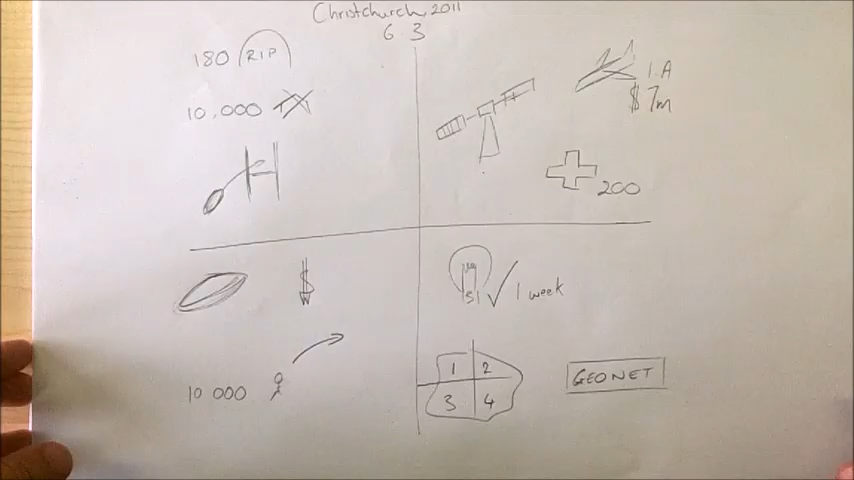 Christchurch 2011
6 3
180 RIP
10,000
I.A
$ 7m
200
$
1 week
10 000
1 2
3 4
GEONET